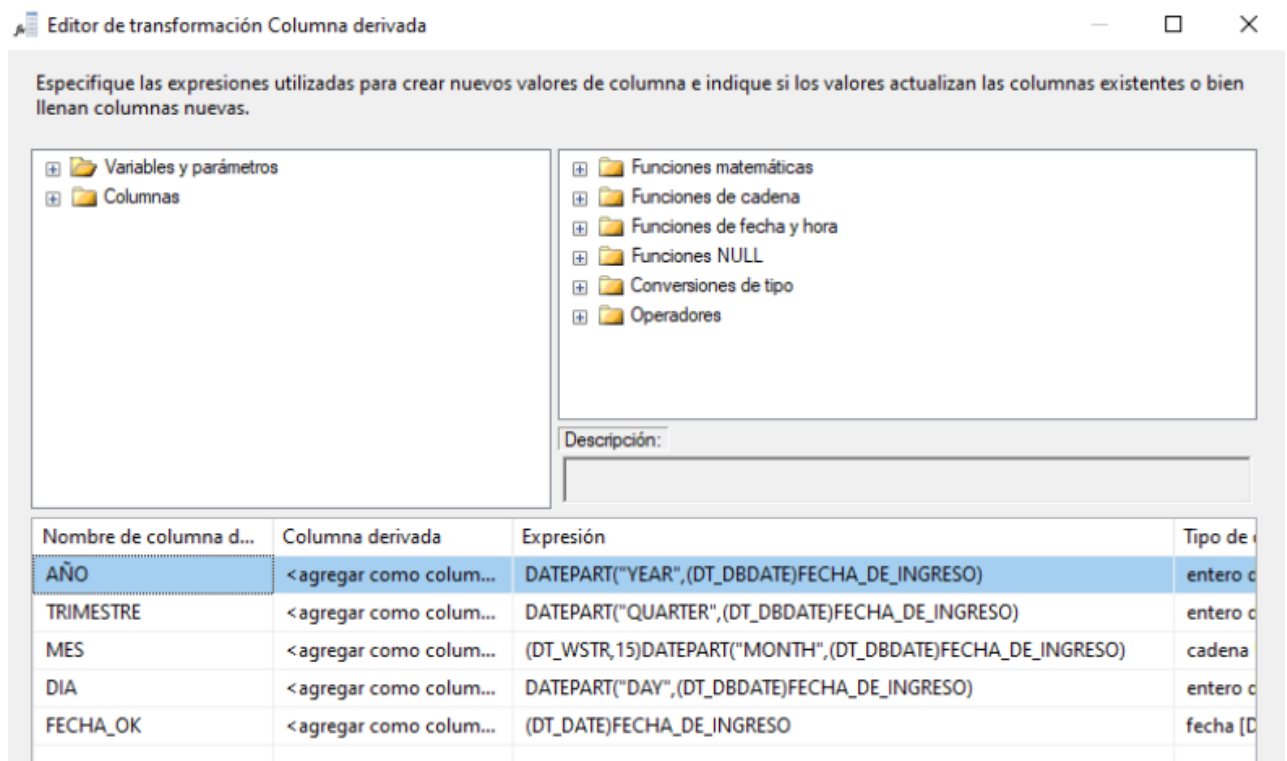 Editor de transformación Columna derivada
Especifique las expresiones utilizadas para crear nuevos valores de columna e indique si los valores actualizan las columnas existentes o bien
llenan columnas nuevas.
Variables y parámetros
Columnas
Funciones matemáticas
Funciones de cadena
Funciones de fecha y hora
Funciones NULL
Conversiones de tipo
Operadores
Descripción:
Nombre de columna d... Columna derivada Expresión Tipo de
AÑO <agregar como colum... DATEPART("YEAR",(DT_DBDATE)FECHA_DE_INGRESO) entero d
TRIMESTRE <agregar como colum... DATEPART("QUARTER",(DT_DBDATE)FECHA_DE_INGRESO) entero d
MES <agregar como colum... (DT_WSTR,15)DATEPART("MONTH",(DT_DBDATE)FECHA_DE_INGRESO) cadena
DIA <agregar como colum... DATEPART("DAY",(DT_DBDATE)FECHA_DE_INGRESO) entero d
FECHA_OK <agregar como colum... (DT_DATE)FECHA_DE_INGRESO fecha [D